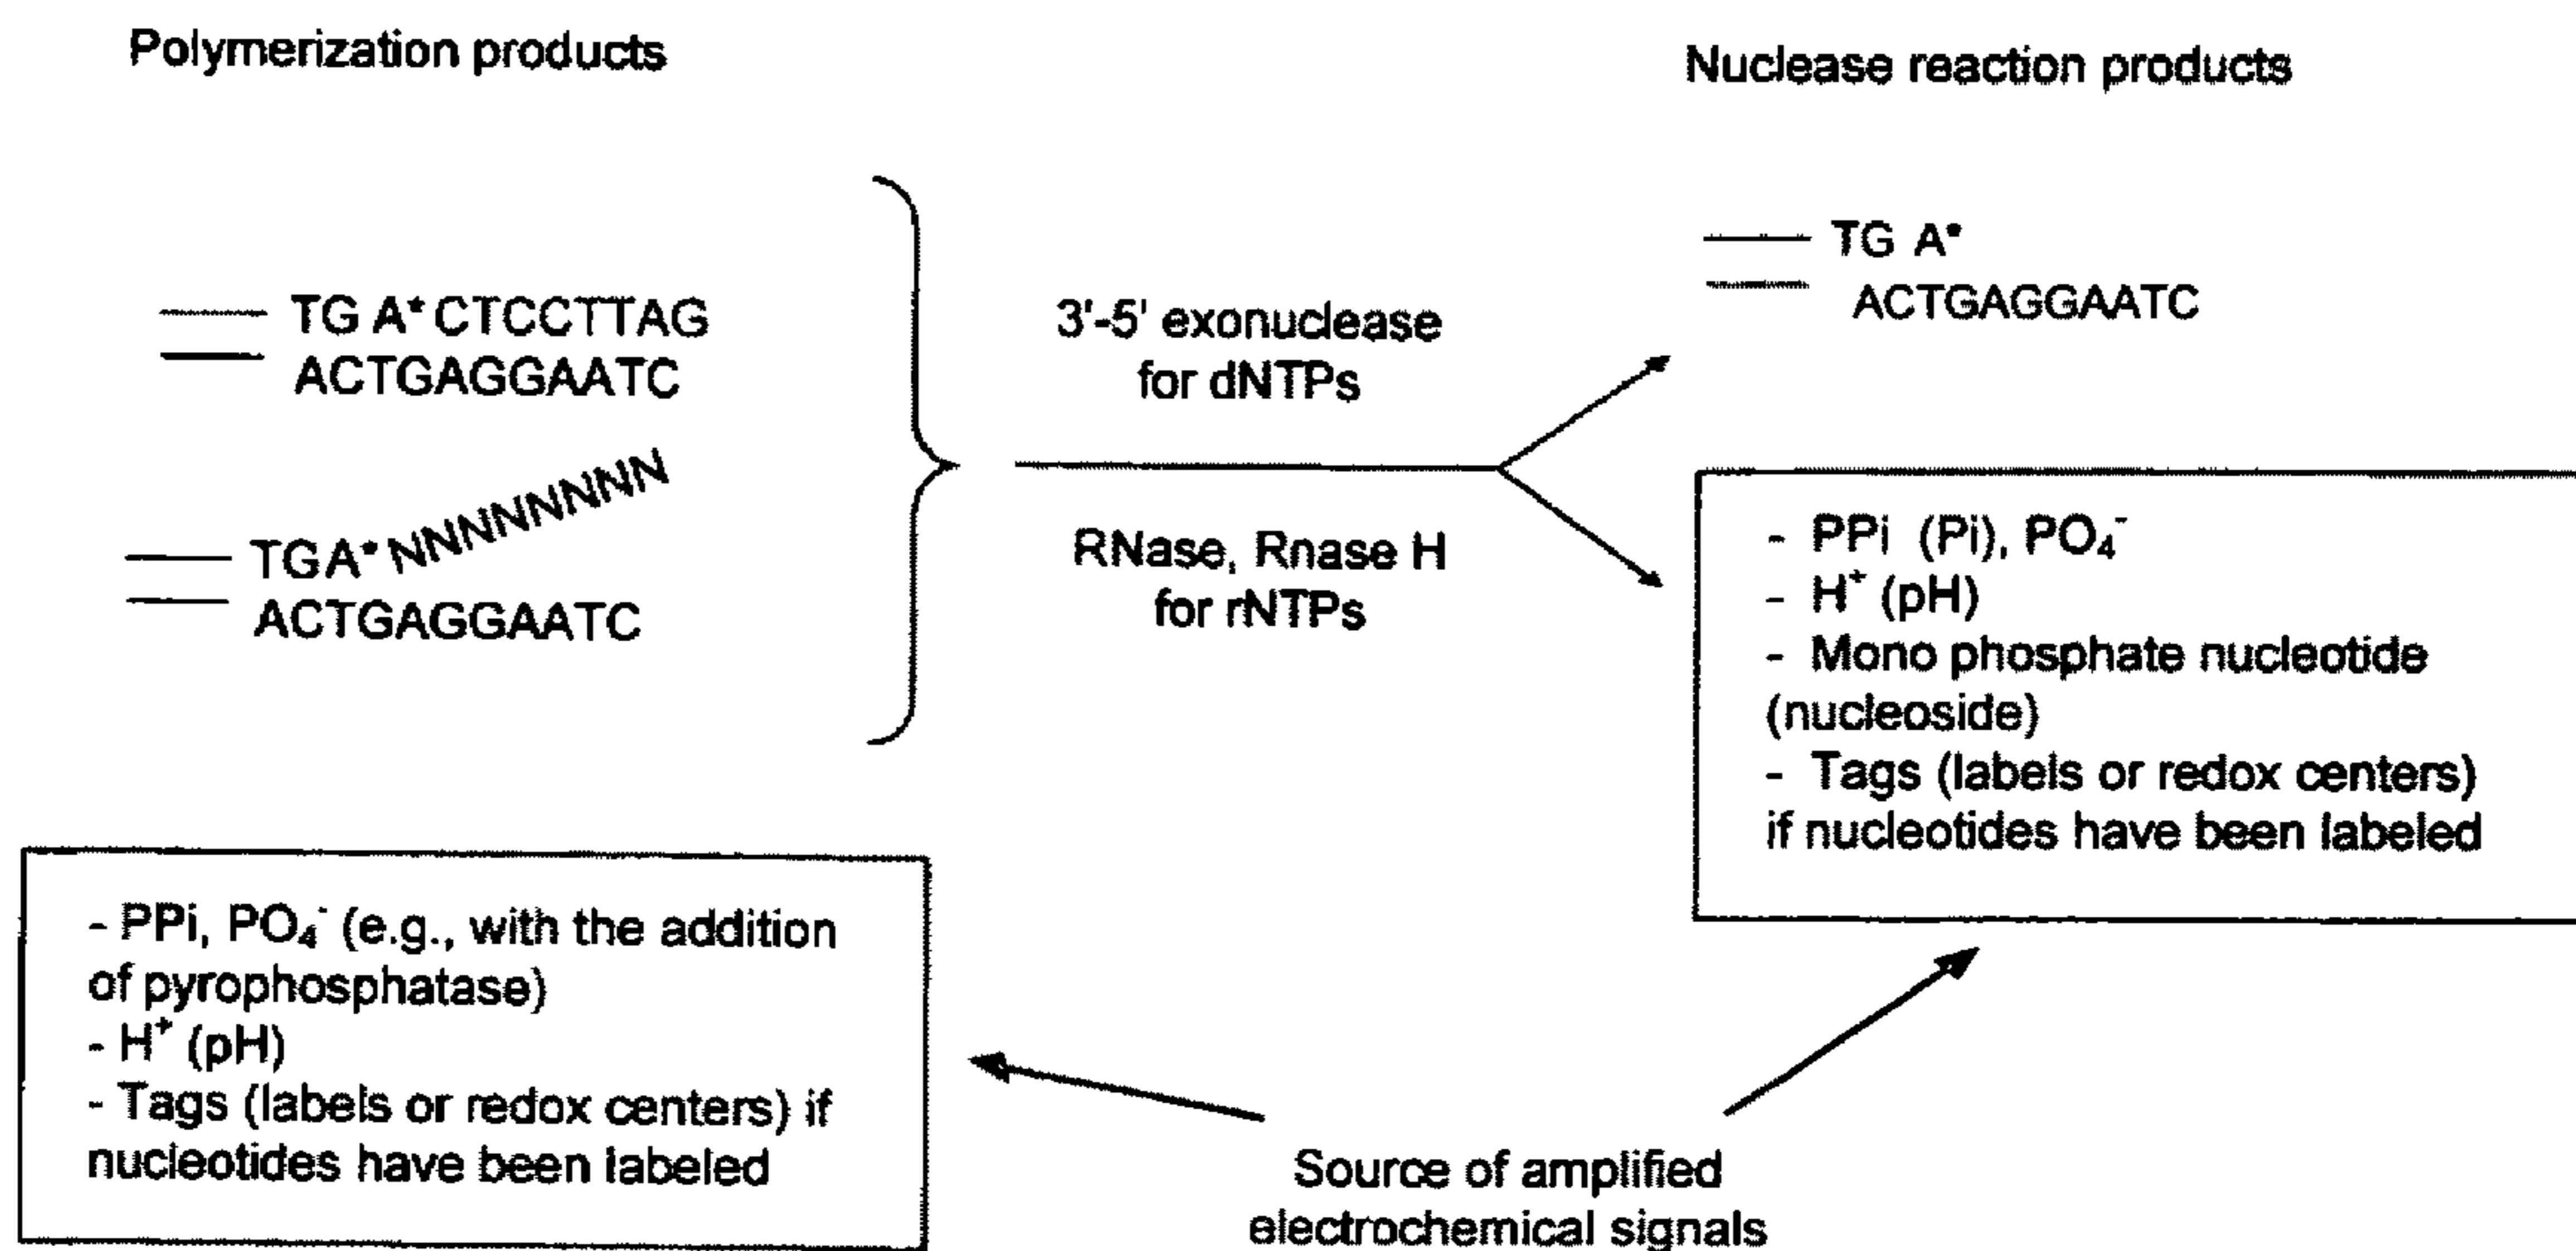 Polymerization products
Nuclease reaction products
TG A* CTCCTTAG
ACTGAGGAATC
TGA* NNNNNNNN
ACTGAGGAATC
3'-5' exonuclease
for dNTPs
RNase, Rnase H
for rNTPs
TG A*
ACTGAGGAATC
- PPi (Pi), PO₄⁻
- H⁺ (pH)
- Mono phosphate nucleotide
(nucleoside)
- Tags (labels or redox centers)
if nucleotides have been labeled
- PPi, PO₄⁻ (e.g., with the addition
of pyrophosphatase)
- H⁺ (pH)
- Tags (labels or redox centers) if
nucleotides have been labeled
Source of amplified
electrochemical signals